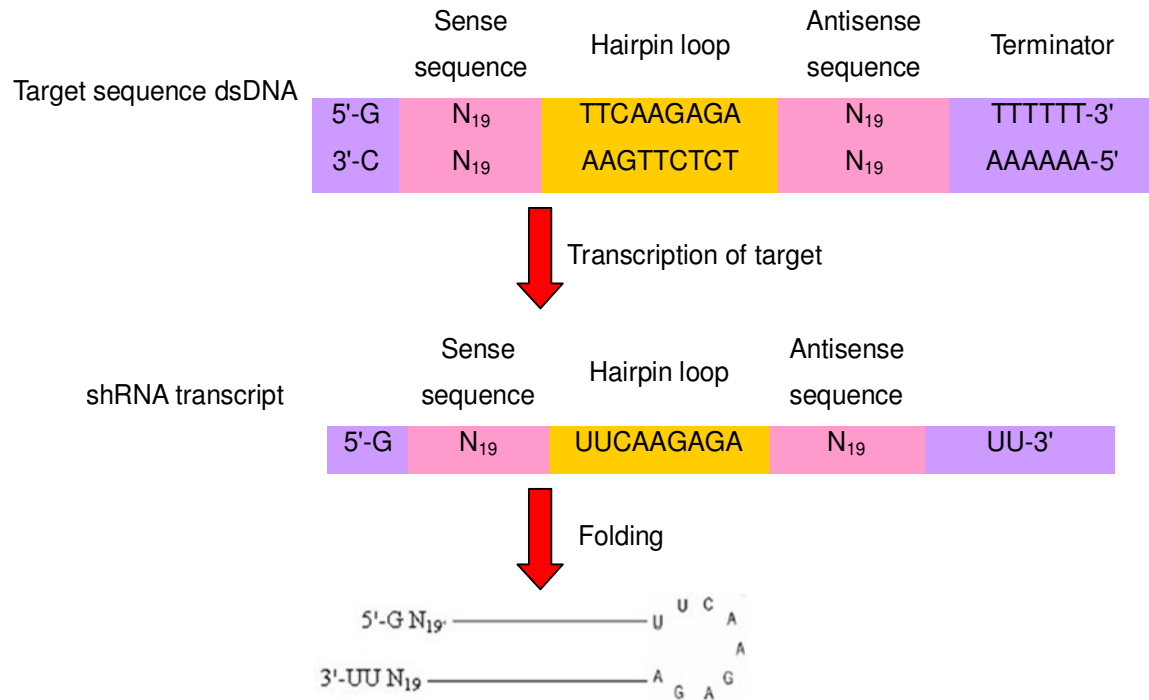 Sense
sequence
Hairpin loop
Antisense
sequence
Terminator
Target sequence dsDNA
5'-G N₁₉ TTCAAGAGA N₁₉ TTTTTT-3'
3'-C N₁₉ AAGTTCTCT N₁₉ AAAAAA-5'
Transcription of target
Sense
sequence
Hairpin loop
Antisense
sequence
shRNA transcript
5'-G N₁₉ UUCAAGAGA N₁₉ UU-3'
Folding
5'-G N₁₉' U U C A A G A G A
3'-UU N₁₉